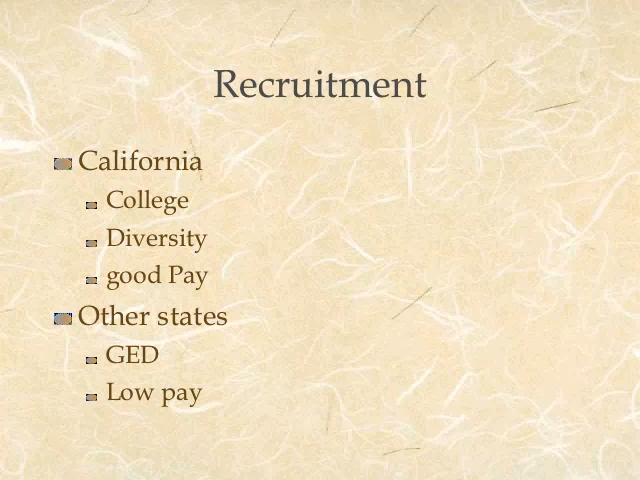 Recruitment
California
College
Diversity
good Pay
Other states
GED
Low pay